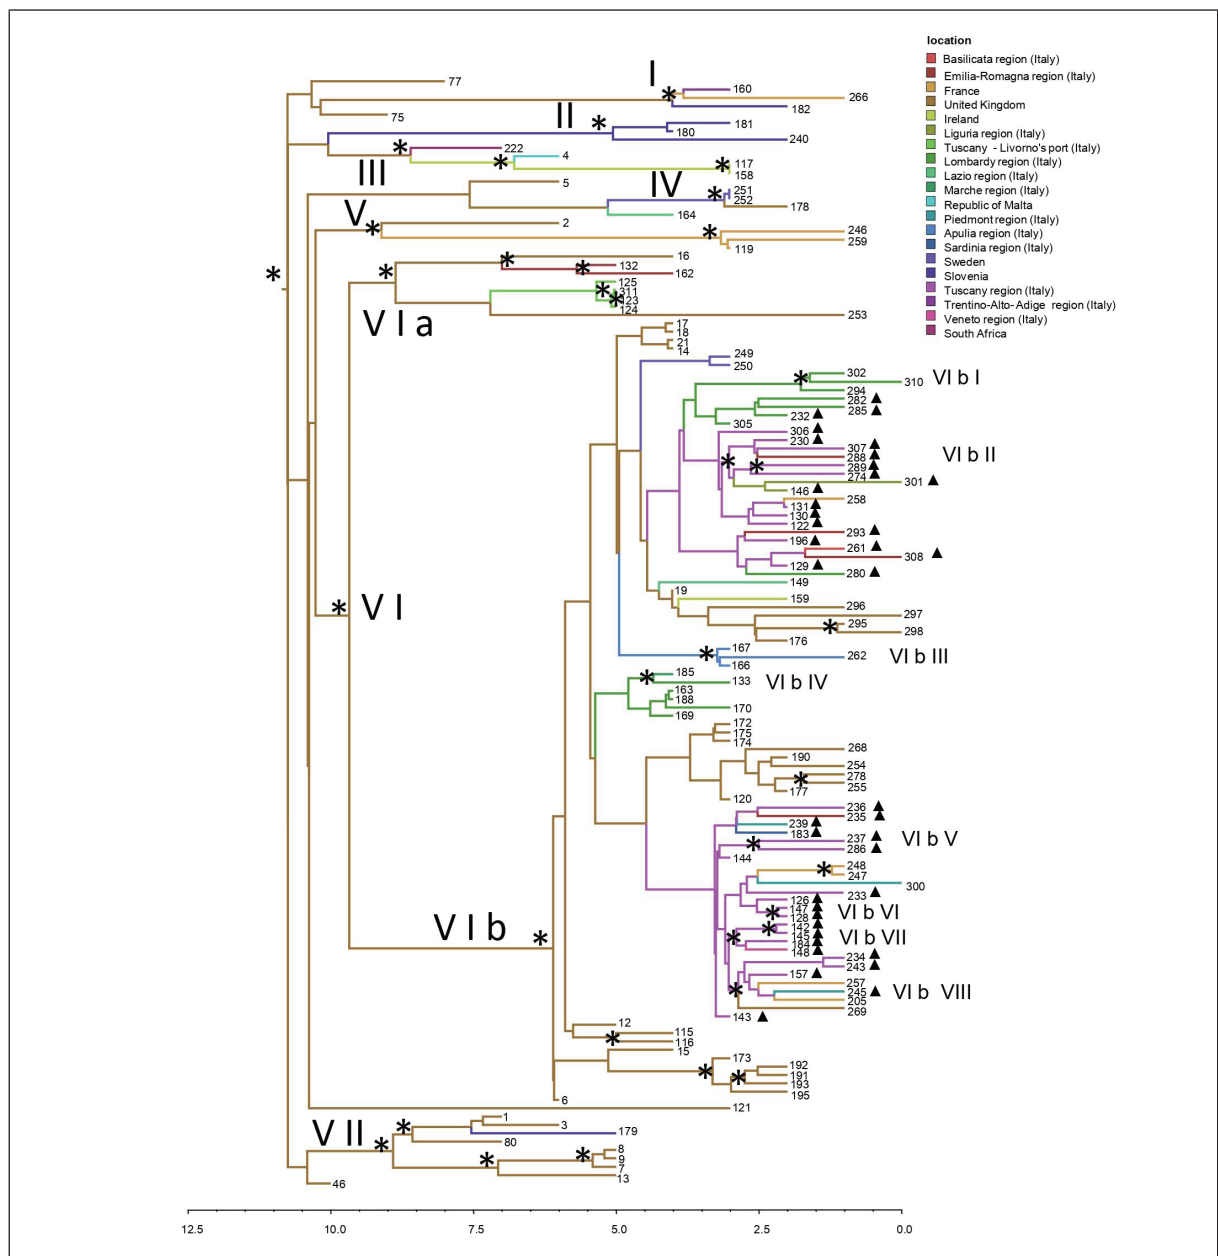 location
Basilicata region (Italy)
Emilia-Romagna region (Italy)
France
United Kingdom
Ireland
Liguria region (Italy)
Tuscany - Livorno's port (Italy)
Lombardy region (Italy)
Lazio region (Italy)
Marche region (Italy)
Republic of Malta
Piedmont region (Italy)
Apulia region (Italy)
Sardinia region (Italy)
Sweden
Slovenia
Tuscany region (Italy)
Trentino-Alto-Adige region (Italy)
Veneto region (Italy)
South Africa
I
77
* 160
266
182
75
II
* 181
180
240
* 222
III
* 4
* 117
158
5
IV
* 251
252
178
164
V
* 2
* 246
259
119
*
* 16
* 132
162
*
125
* 311
* 123
124
253
VI a
17
18
21
14
249
250
* 302
310
VI b I
294
282 ▲
285 ▲
232 ▲
305
306 ▲
230 ▲
307 ▲
* 288 ▲
VI b II
* 289 ▲
274 ▲
301 ▲
146 ▲
258
131 ▲
130 ▲
122 ▲
293 ▲
196 ▲
261 ▲
308 ▲
129 ▲
280 ▲
149
19
159
296
* VI
297
* 295
298
176
167
* 262
VI b III
166
* 185
133
VI b IV
163
188
170
169
172
175
174
268
190
254
* 278
255
177
120
236 ▲
235 ▲
239 ▲
183 ▲
* 237 ▲
VI b V
286 ▲
144
* 248
247
300
233 ▲
126 ▲
147 ▲
* 128 ▲
VI b VI
142 ▲
* 145 ▲
* 184 ▲
VI b VII
148 ▲
VI b *
234 ▲
243 ▲
157 ▲
257
* 245 ▲
VI b VIII
205
269
143 ▲
12
115
* 116
15
173
192
* 191
* 193
195
6
121
1
3
* 179
VII
80
*
8
* 9
* 7
13
46
12.5 10.0 7.5 5.0 2.5 0.0